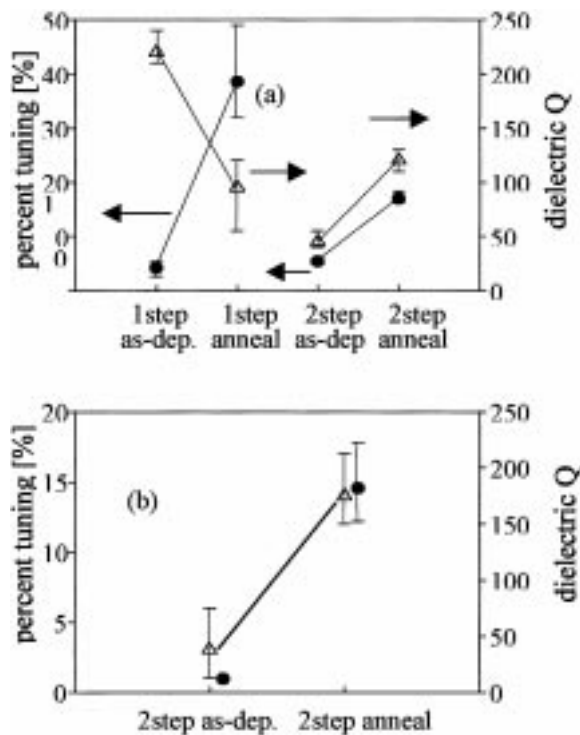 50
40
30
20
1
0
0
percent tuning [%]
(a)
250
200
150
100
50
0
dielectric Q
1step as-dep.
1step anneal
2step as-dep
2step anneal
20
15
10
5
0
percent tuning [%]
(b)
250
200
150
100
50
0
dielectric Q
2step as-dep.
2step anneal